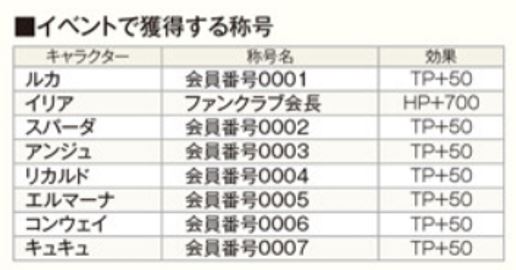 ■イベントで獲得する称号
キャラクター 称号名 効果
ルカ 会員番号0001 TP+50
イリア ファンクラブ会長 HP+700
スパーダ 会員番号0002 TP+50
アンジュ 会員番号0003 TP+50
リカルド 会員番号0004 TP+50
エルマーナ 会員番号0005 TP+50
コンウェイ 会員番号0006 TP+50
キュキュ 会員番号0007 TP+50